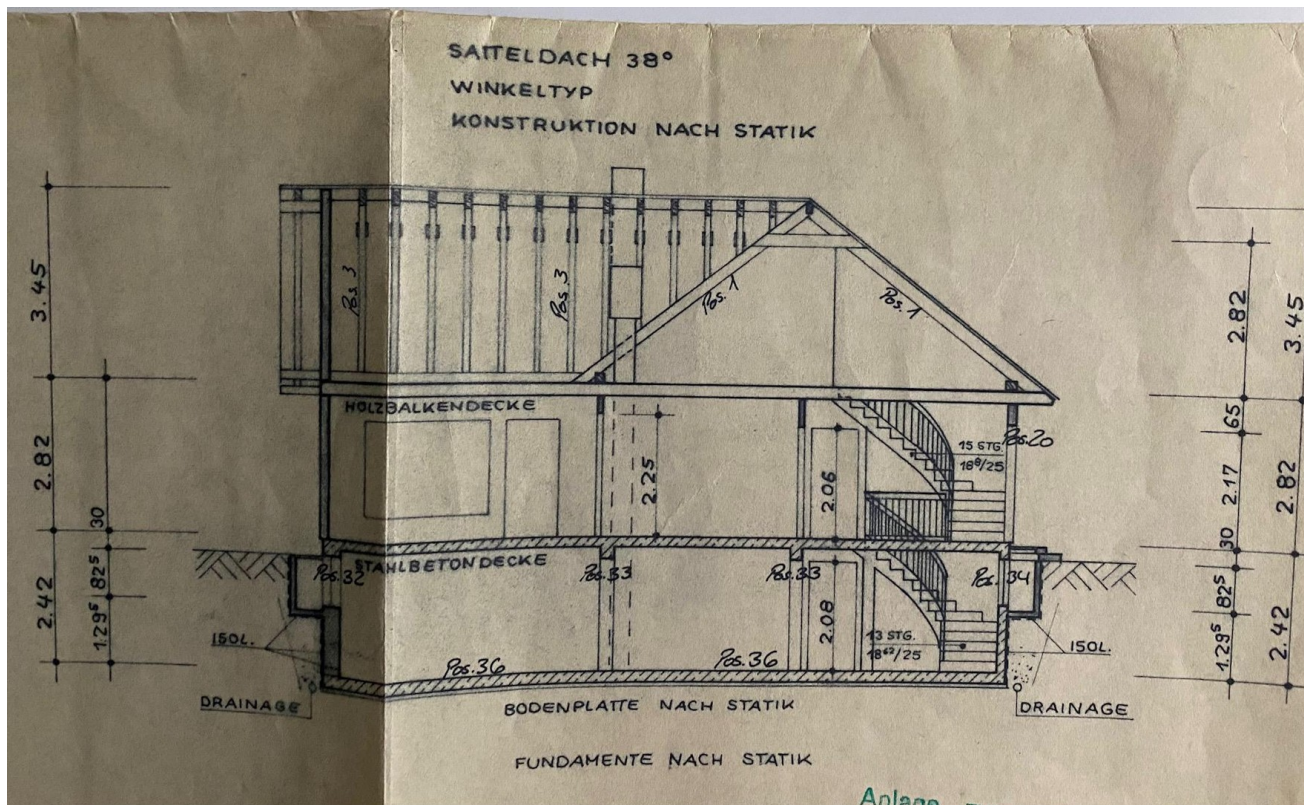 SATTELDACH 38°
WINKELTYP
KONSTRUKTION NACH STATIK
3.45
2.82
2.42
30
82⁵
1.29⁵
Pos. 3
Pos. 3
Pos. 1
Pos. 1
HOLZBALKENDECKE
Pos. 20
15 STG.
18⁸/25
2.25
2.06
STAHLBETONDECKE
Pos. 32
Pos. 33
Pos. 33
Pos. 34
2.08
13 STG.
18⁶²/25
ISOL.
ISOL.
Pos. 36
Pos. 36
DRAINAGE
DRAINAGE
BODENPLATTE NACH STATIK
FUNDAMENTE NACH STATIK
2.82
65
2.17
30
82⁵
1.29⁵
3.45
2.82
2.42
Anlage